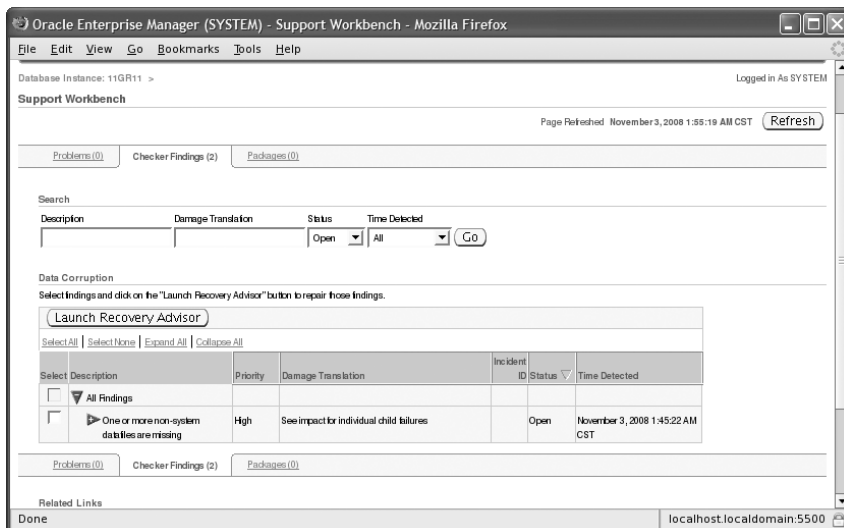 Oracle Enterprise Manager (SYSTEM) - Support Workbench - Mozilla Firefox
File Edit View Go Bookmarks Tools Help
Database Instance: 11GR11 >
Logged in As SYSTEM
Support Workbench
Page Refreshed November 3, 2008 1:55:19 AM CST Refresh
Problems (0) Checker Findings (2) Packages (0)
Search
Description Damage Translation Status Time Detected
Open All Go
Data Corruption
Select findings and click on the "Launch Recovery Advisor" button to repair those findings.
Launch Recovery Advisor
Select All | Select None | Expand All | Collapse All
Select Description Priority Damage Translation Incident ID Status Time Detected
All Findings
One or more non-system datafiles are missing High See impact for individual child failures Open November 3, 2008 1:45:22 AM CST
Problems (0) Checker Findings (2) Packages (0)
Related Links
Done localhost.localdomain:5500